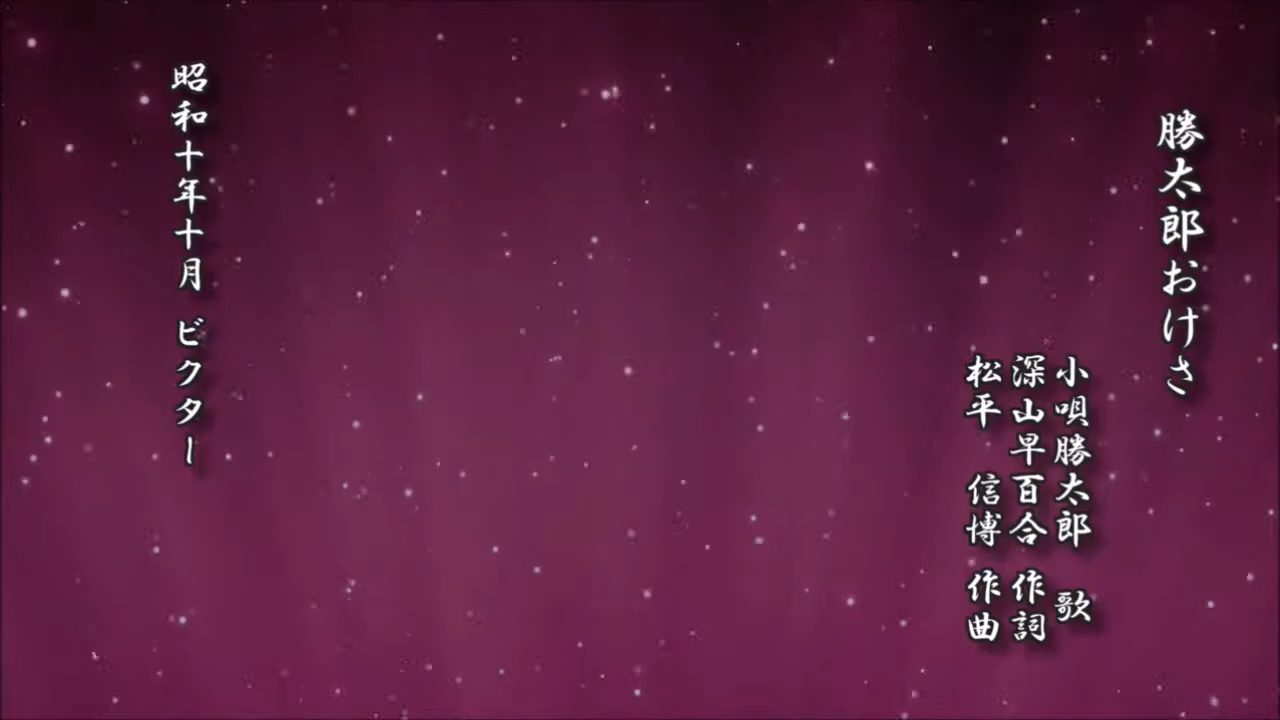 勝太郎おけさ
小唄勝太郎 歌
深山早百合 作詞
松平 信博 作曲
昭和十年十月 ビクター